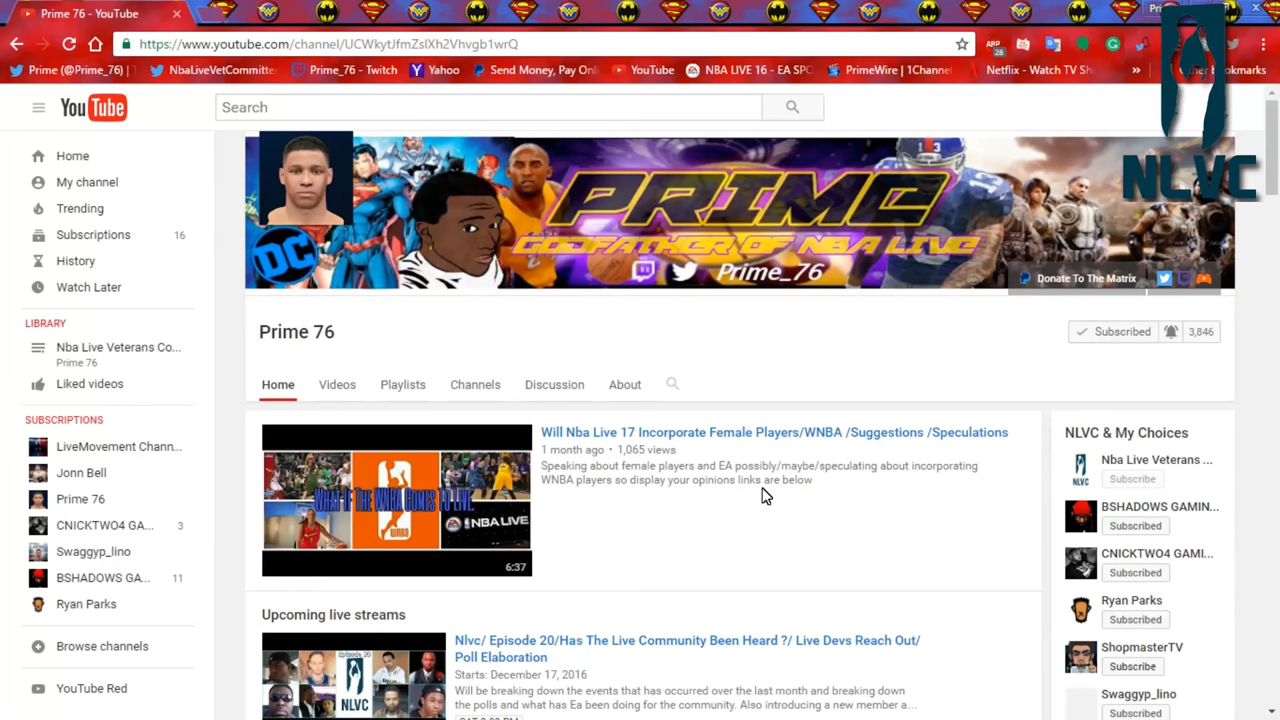 Prime 76 - YouTube
https://www.youtube.com/channel/UCWkytJfmZslXh2Vhvgb1wrQ
Prime (@Prime_76) |
NbaLiveVetCommitte
Prime_76 - Twitch
Yahoo
Send Money, Pay Onl
YouTube
NBA LIVE 16 - EA SPO
PrimeWire | 1Channel
Netflix - Watch TV Sh
Other bookmarks
NLVC
YouTube
Search
Home
My channel
Trending
Subscriptions 16
History
Watch Later
LIBRARY
Nba Live Veterans Co...
Prime 76
Liked videos
SUBSCRIPTIONS
LiveMovement Chann...
Jonn Bell
Prime 76
CNICKTWO4 GA... 3
Swaggyp_lino
BSHADOWS GA... 11
Ryan Parks
Browse channels
YouTube Red
DC
PRIME
GODFATHER OF NBA LIVE
Prime_76
Donate To The Matrix
Prime 76
Subscribed 3,846
Home Videos Playlists Channels Discussion About
WHAT IF THE WNBA COMES TO LIVE.
NBA LIVE
6:37
Will Nba Live 17 Incorporate Female Players/WNBA /Suggestions /Speculations
1 month ago • 1,065 views
Speaking about female players and EA possibly/maybe/speculating about incorporating
WNBA players so display your opinions links are below
Upcoming live streams
Episode 20
NLVC
Nlvc/ Episode 20/Has The Live Community Been Heard ?/ Live Devs Reach Out/
Poll Elaboration
Starts: December 17, 2016
Will be breaking down the events that has occurred over the last month and breaking down
the polls and what has Ea been doing for the community. Also introducing a new member a...
NLVC & My Choices
Nba Live Veterans ...
Subscribe
BSHADOWS GAMIN...
Subscribed
CNICKTWO4 GAMI...
Subscribed
Ryan Parks
Subscribed
ShopmasterTV
Subscribe
Swaggyp_lino
Subscribed